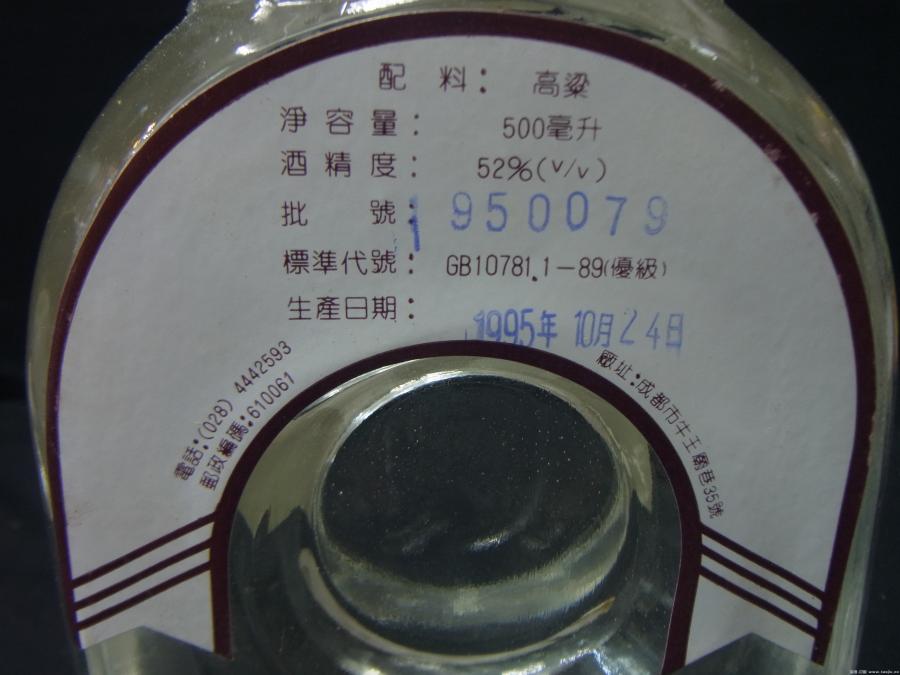 配料：高粱
淨容量：500毫升
酒精度：52%(v/v)
批號：950079
標準代號：GB10781.1-89(優級)
生產日期：1995年10月24日
電話:(028) 4442593
郵政編碼:610061
廠址:成都市牛王廟巷35號